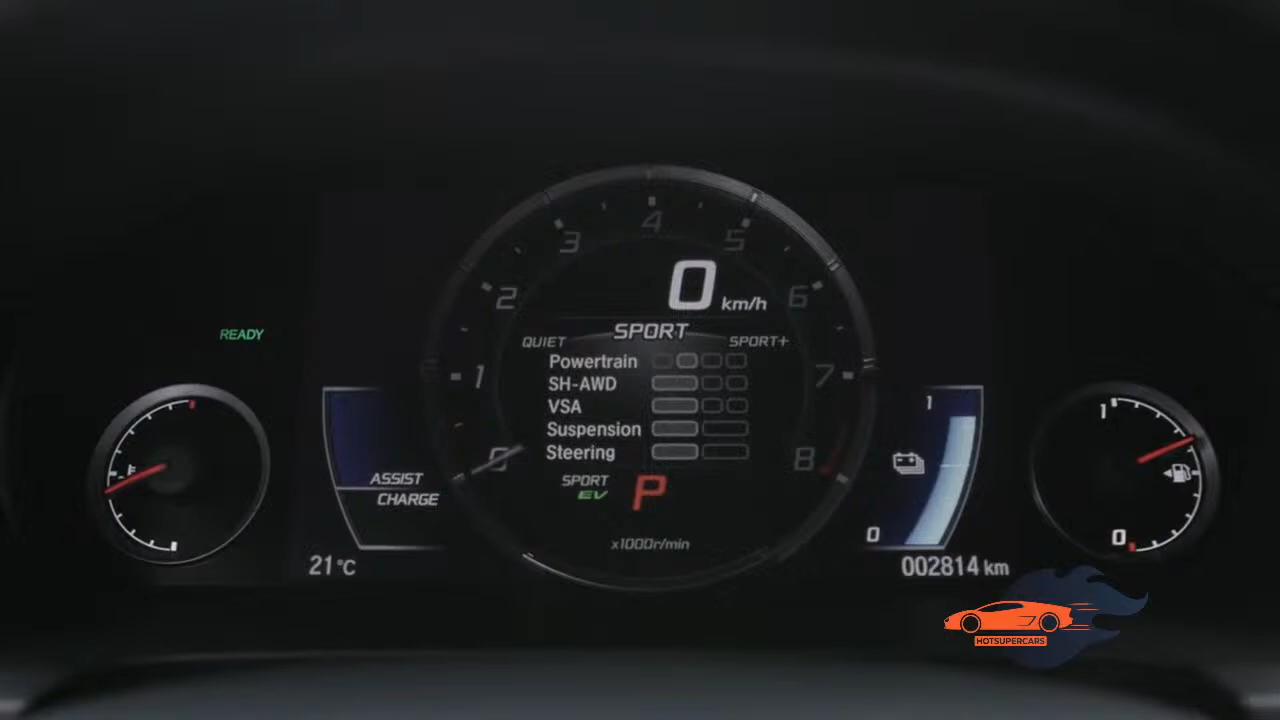 4
3
5
0 km/h
2
6
READY
SPORT
QUIET
SPORT+
Powertrain
1
7
SH-AWD
VSA
1
1
Suspension
Steering
0
8
ASSIST
SPORT
CHARGE
EV
P
0
0
x1000r/min
21°C
002814 km
HOTSUPERCARS